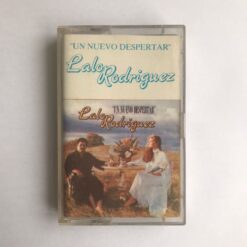 "UN NUEVO DESPERTAR"
Lalo Rodriguez
"UN NUEVO DESPERTAR"
Lalo
Rodriguez